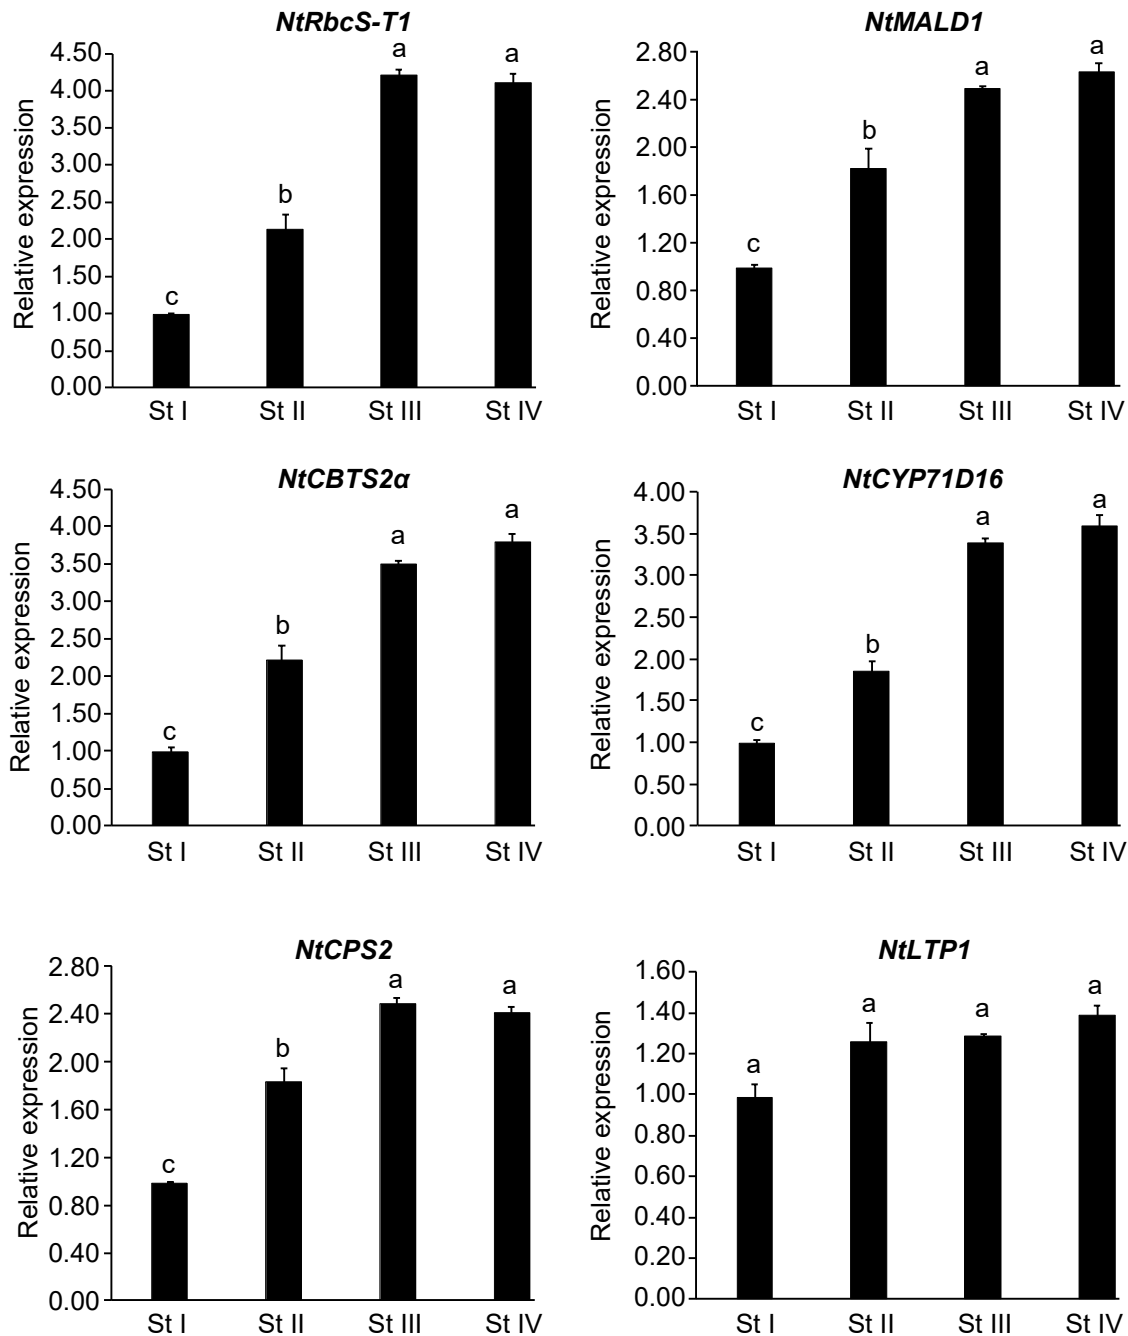 NtRbcS-T1
Relative expression
4.50
4.00
3.50
3.00
2.50
2.00
1.50
1.00
0.50
0.00
c
b
a
a
St I St II St III St IV
NtMALD1
Relative expression
2.80
2.40
2.00
1.60
1.20
0.80
0.40
0.00
c
b
a
a
St I St II St III St IV
NtCBTS2α
Relative expression
4.50
4.00
3.50
3.00
2.50
2.00
1.50
1.00
0.50
0.00
c
b
a
a
St I St II St III St IV
NtCYP71D16
Relative expression
4.00
3.50
3.00
2.50
2.00
1.50
1.00
0.50
0.00
c
b
a
a
St I St II St III St IV
NtCPS2
Relative expression
2.80
2.40
2.00
1.60
1.20
0.80
0.40
0.00
c
b
a
a
St I St II St III St IV
NtLTP1
Relative expression
1.60
1.40
1.20
1.00
0.80
0.60
0.40
0.20
0.00
a
a
a
a
St I St II St III St IV